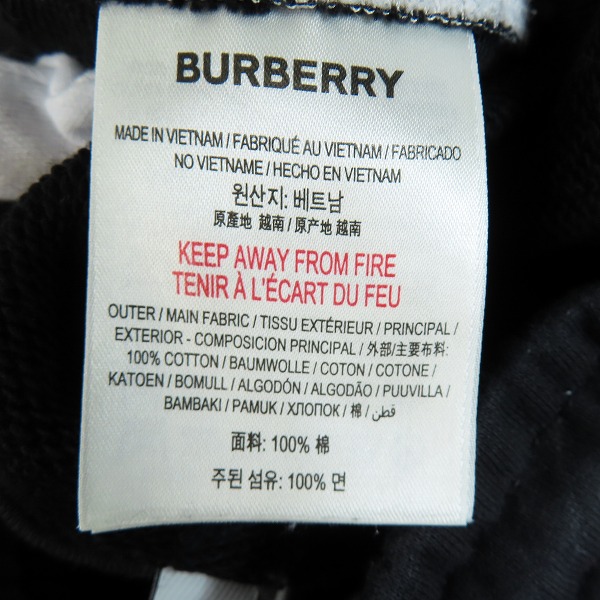 BURBERRY
MADE IN VIETNAM / FABRIQUÉ AU VIETNAM / FABRICADO
NO VIETNAME / HECHO EN VIETNAM
원산지: 베트남
原產地 越南 / 原产地 越南
KEEP AWAY FROM FIRE
TENIR À L'ÉCART DU FEU
OUTER / MAIN FABRIC / TISSU EXTÉRIEUR / PRINCIPAL /
EXTERIOR - COMPOSICION PRINCIPAL / 外部/主要布料:
100% COTTON / BAUMWOLLE / COTON / COTONE /
KATOEN / BOMULL / ALGODÓN / ALGODÃO / PUUVILLA /
BAMBAKI / PAMUK / ХЛОПОК / 棉 / قطن /
面料: 100% 棉
주된 섬유: 100% 면